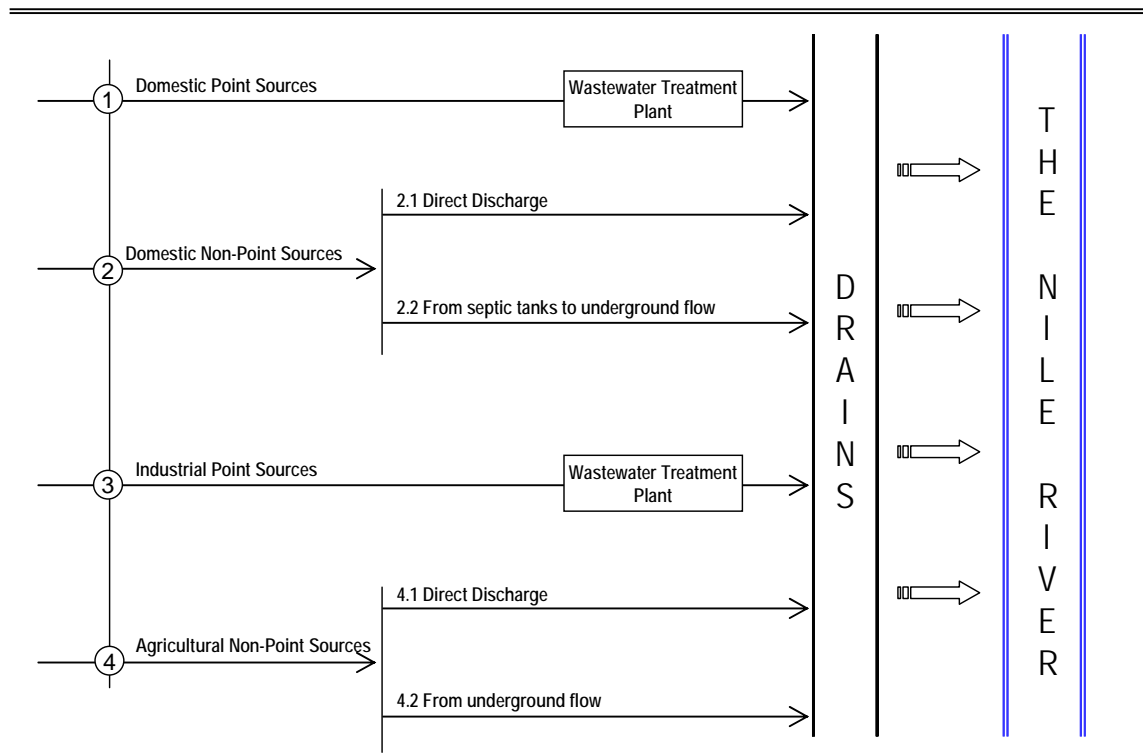 1
Domestic Point Sources
Wastewater Treatment
Plant
2
Domestic Non-Point Sources
2.1 Direct Discharge
2.2 From septic tanks to underground flow
3
Industrial Point Sources
Wastewater Treatment
Plant
4
Agricultural Non-Point Sources
4.1 Direct Discharge
4.2 From underground flow
DRAINS
THE NILE RIVER